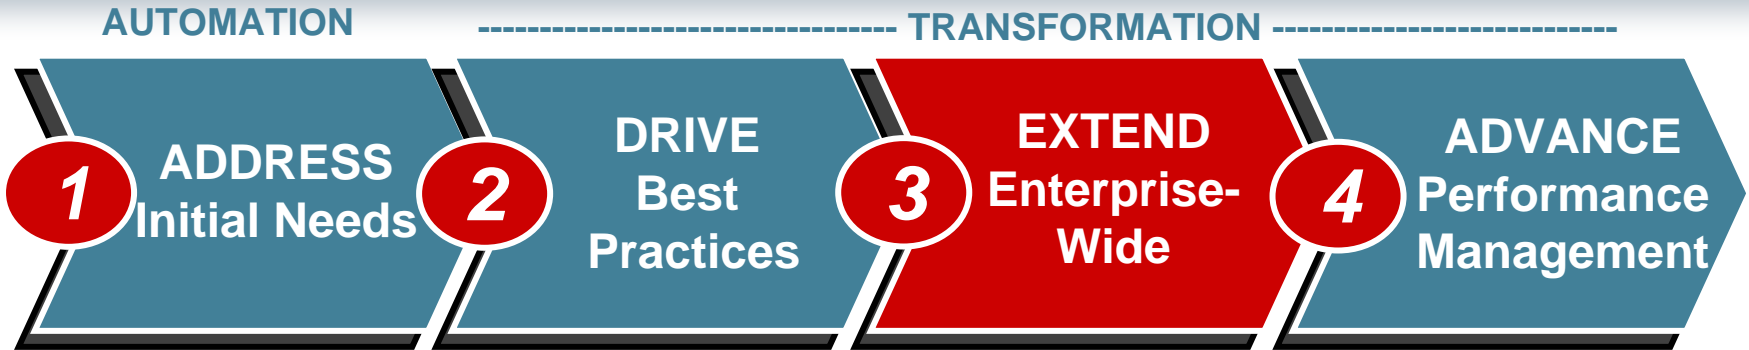 AUTOMATION
---------------------------------- TRANSFORMATION ----------------------------
1
ADDRESS
Initial Needs
2
DRIVE
Best
Practices
3
EXTEND
Enterprise-
Wide
4
ADVANCE
Performance
Management